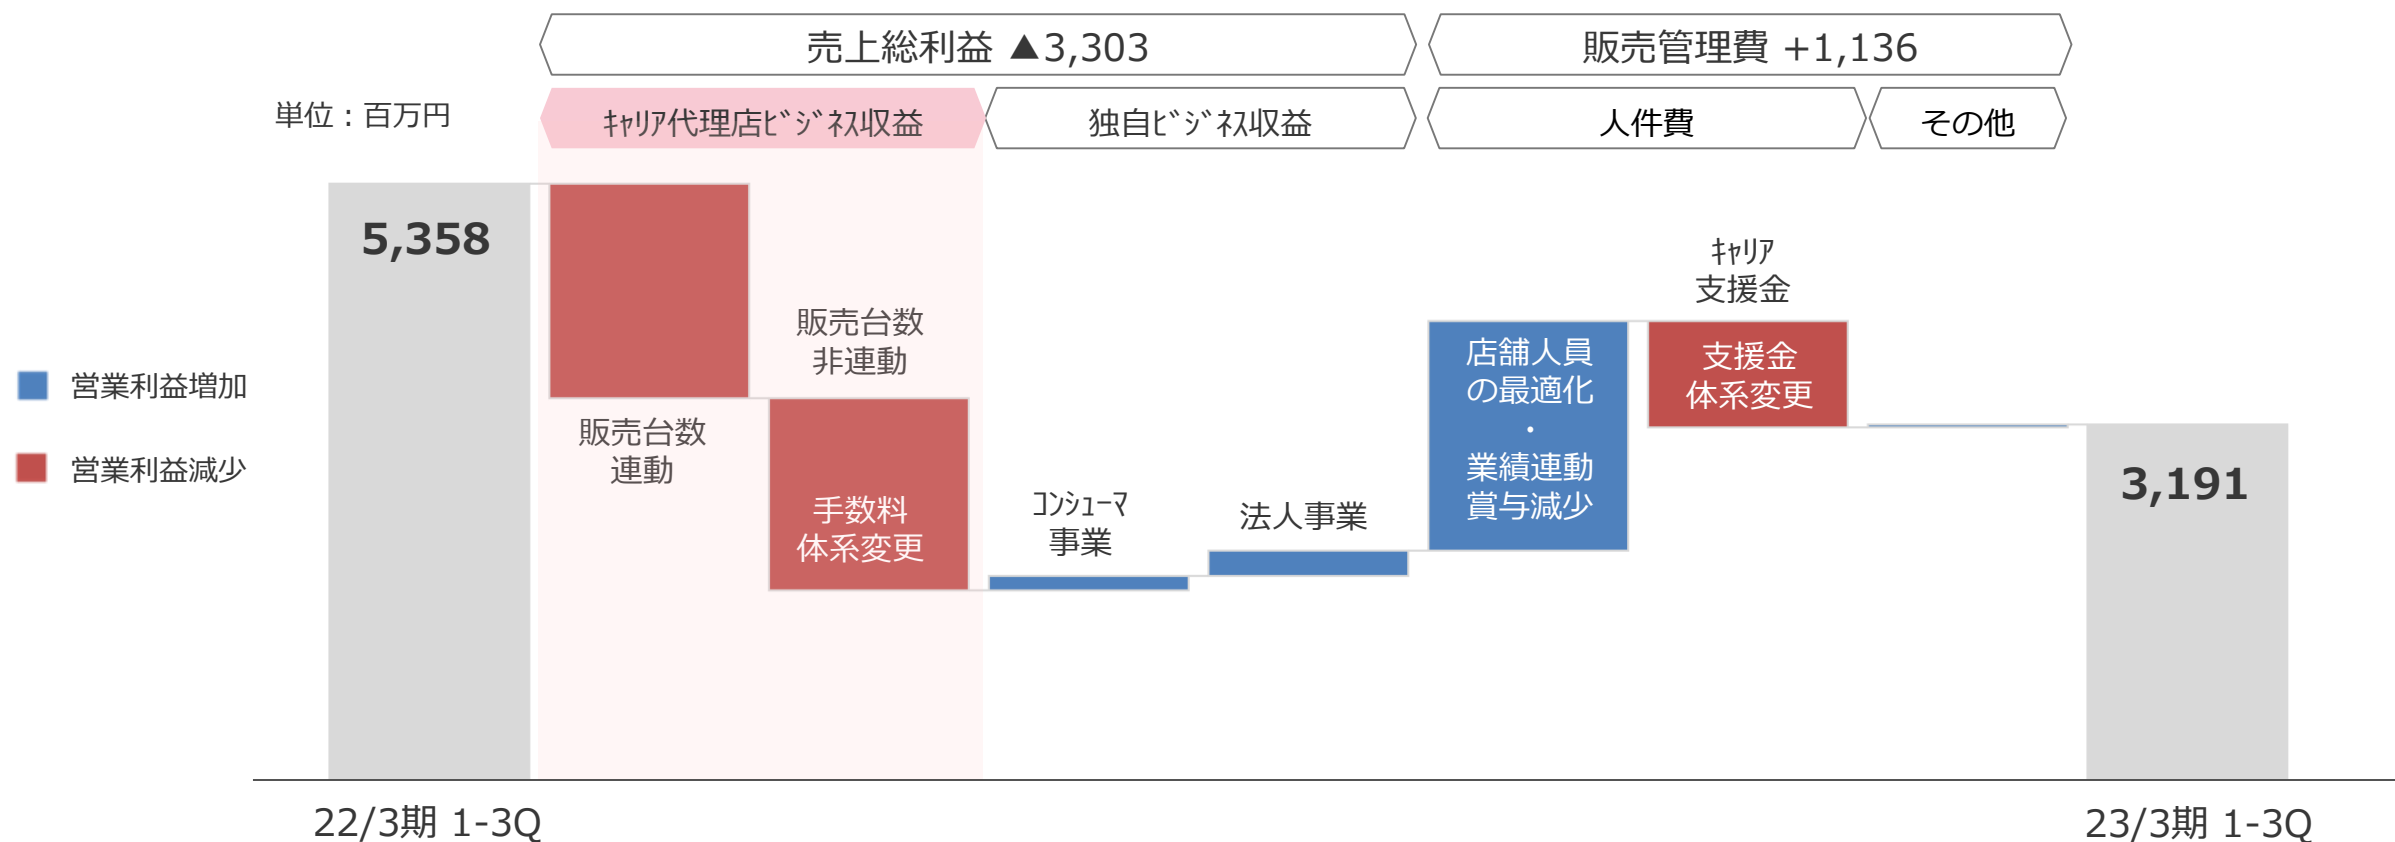 売上総利益 ▲3,303
販売管理費 +1,136
単位：百万円
ｷｬﾘｱ代理店ﾋﾞｼﾞﾈｽ収益
独自ﾋﾞｼﾞﾈｽ収益
人件費
その他
5,358
販売台数
連動
販売台数
非連動
手数料
体系変更
ｺﾝｼｭｰﾏ
事業
法人事業
店舗人員
の最適化
・
業績連動
賞与減少
ｷｬﾘｱ
支援金
支援金
体系変更
3,191
営業利益増加
営業利益減少
22/3期 1-3Q
23/3期 1-3Q